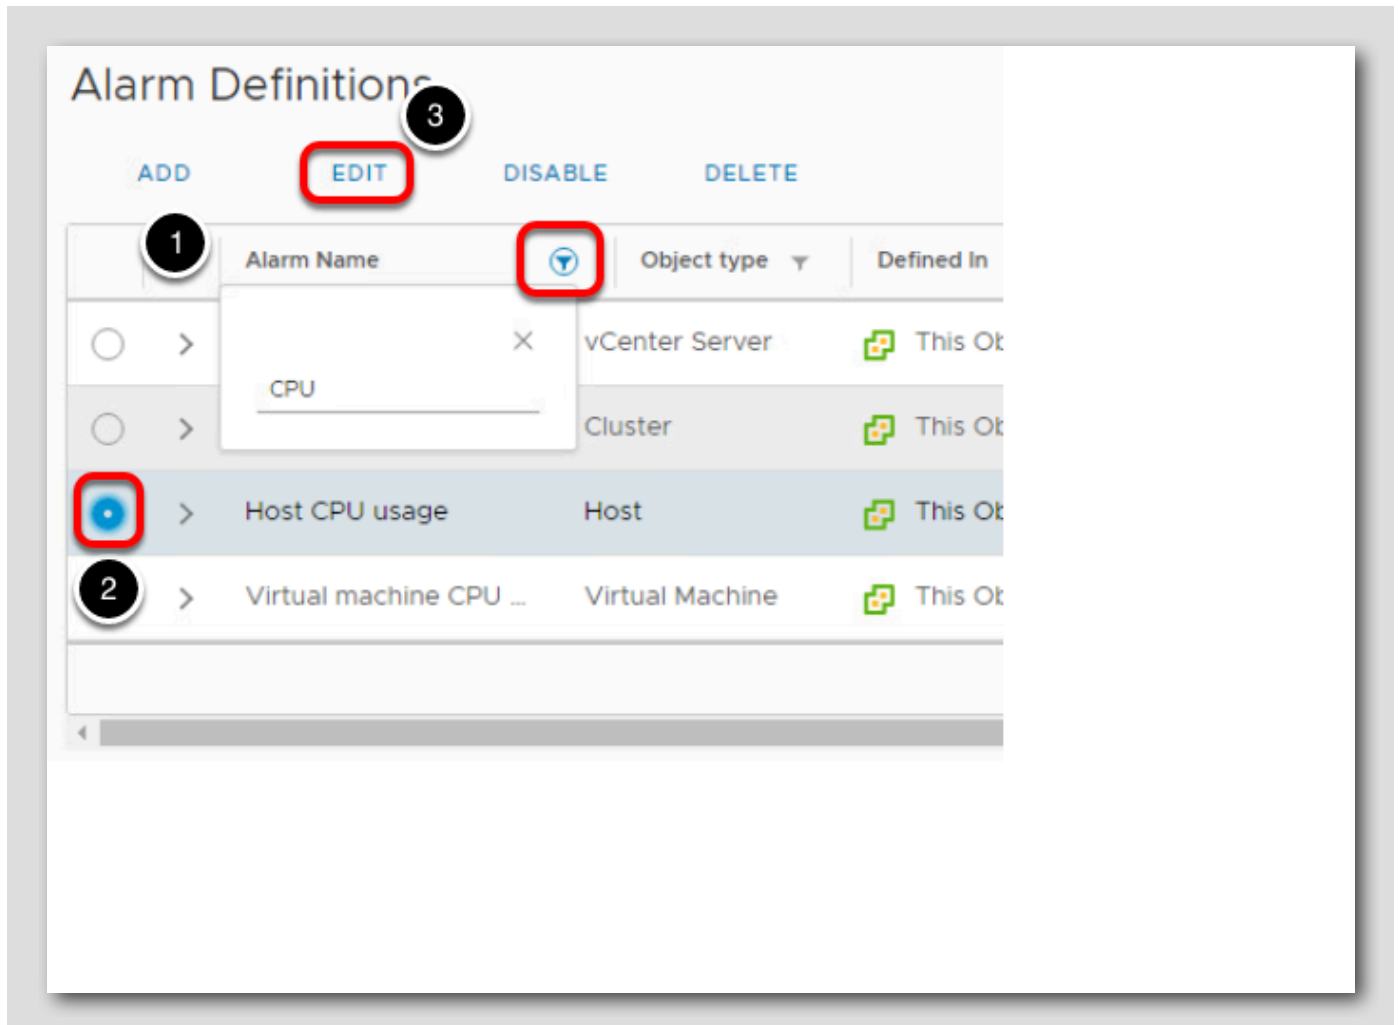 Alarm Definitions
3
ADD EDIT DISABLE DELETE
1
Alarm Name Object type Defined In
vCenter Server This Ob
CPU
Cluster This Ob
Host CPU usage Host This Ob
2
Virtual machine CPU ... Virtual Machine This Ob